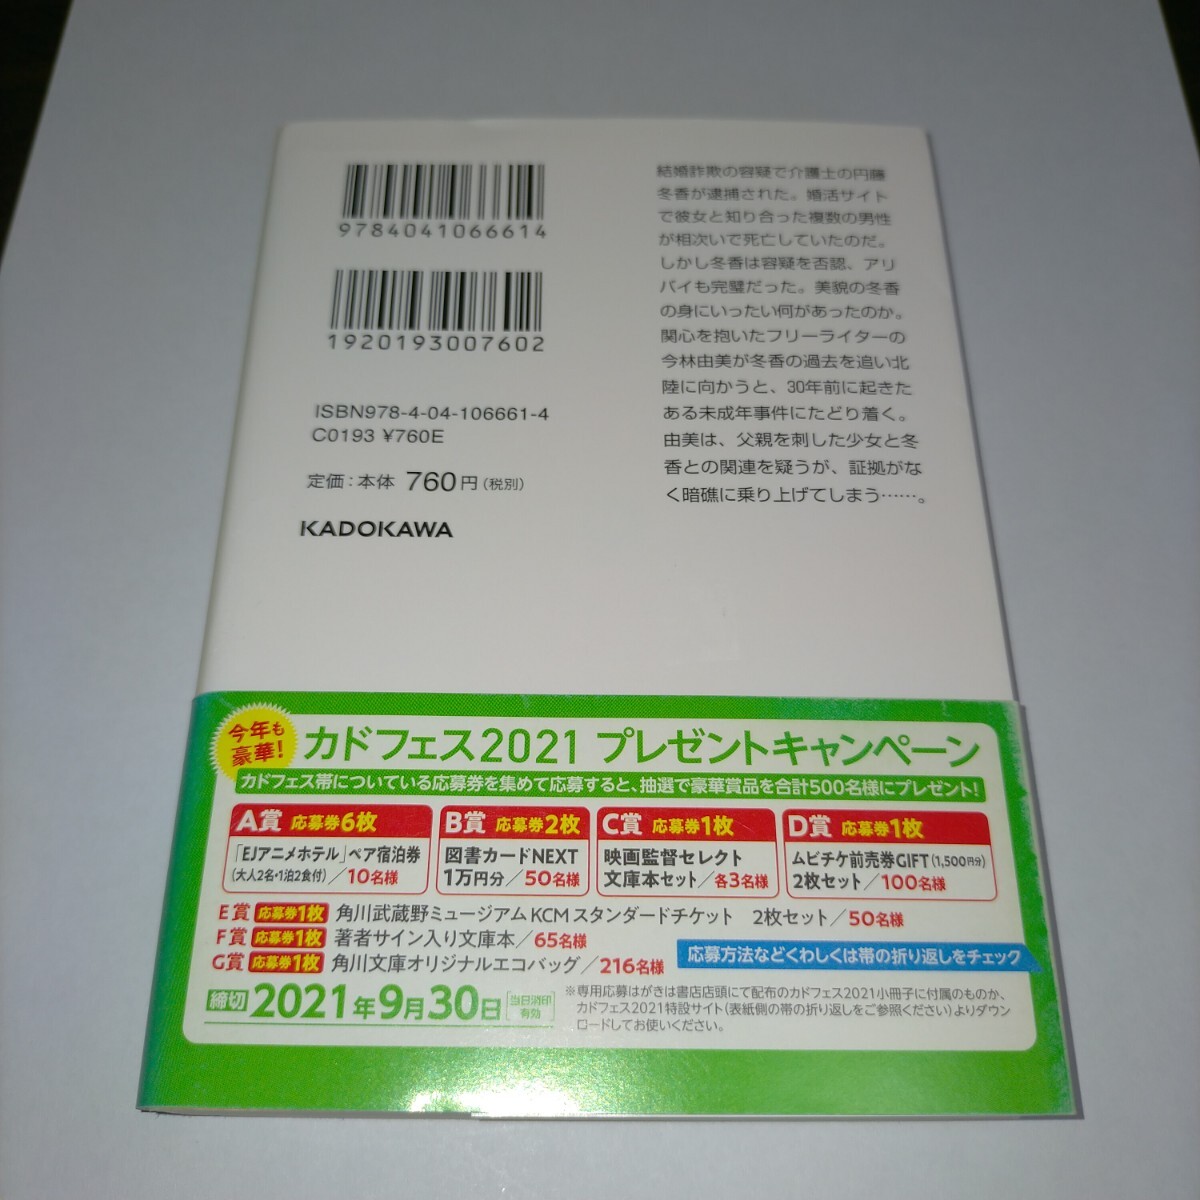 9784041066614
1920193007602
ISBN978-4-04-106661-4
C0193 ¥760E
定価:本体 760円(税別)
KADOKAWA
結婚詐欺の容疑で介護士の円藤
冬香が逮捕された。婚活サイト
で彼女と知り合った複数の男性
が相次いで死亡していたのだ。
しかし冬香は容疑を否認、アリ
バイも完璧だった。美貌の冬香
の身にいったい何があったのか。
関心を抱いたフリーライターの
今林由美が冬香の過去を追い北
陸に向かうと、30年前に起きた
ある未成年事件にたどり着く。
由美は、父親を刺した少女と冬
香との関連を疑うが、証拠がな
く暗礁に乗り上げてしまう……。
今年も
豪華!
カドフェス2021 プレゼントキャンペーン
カドフェス帯についている応募券を集めて応募すると、抽選で豪華賞品を合計500名様にプレゼント!
A賞 応募券6枚
「EJアニメホテル」ペア宿泊券
(大人2名・1泊2食付)/10名様
B賞 応募券2枚
図書カードNEXT
1万円分/50名様
C賞 応募券1枚
映画監督セレクト
文庫本セット/各3名様
D賞 応募券1枚
ムビチケ前売券GIFT(1,500円分)
2枚セット/100名様
E賞 応募券1枚 角川武蔵野ミュージアムKCMスタンダードチケット 2枚セット/50名様
F賞 応募券1枚 著者サイン入り文庫本/65名様
G賞 応募券1枚 角川文庫オリジナルエコバッグ/216名様
応募方法などくわしくは帯の折り返しをチェック
締切 2021年9月30日 [当日消印有効]
※専用応募はがきは書店店頭にて配布のカドフェス2021小冊子に付属のものか、
カドフェス2021特設サイト(表紙側の帯の折り返しをご参照ください)よりダウン
ロードしてお使いください。